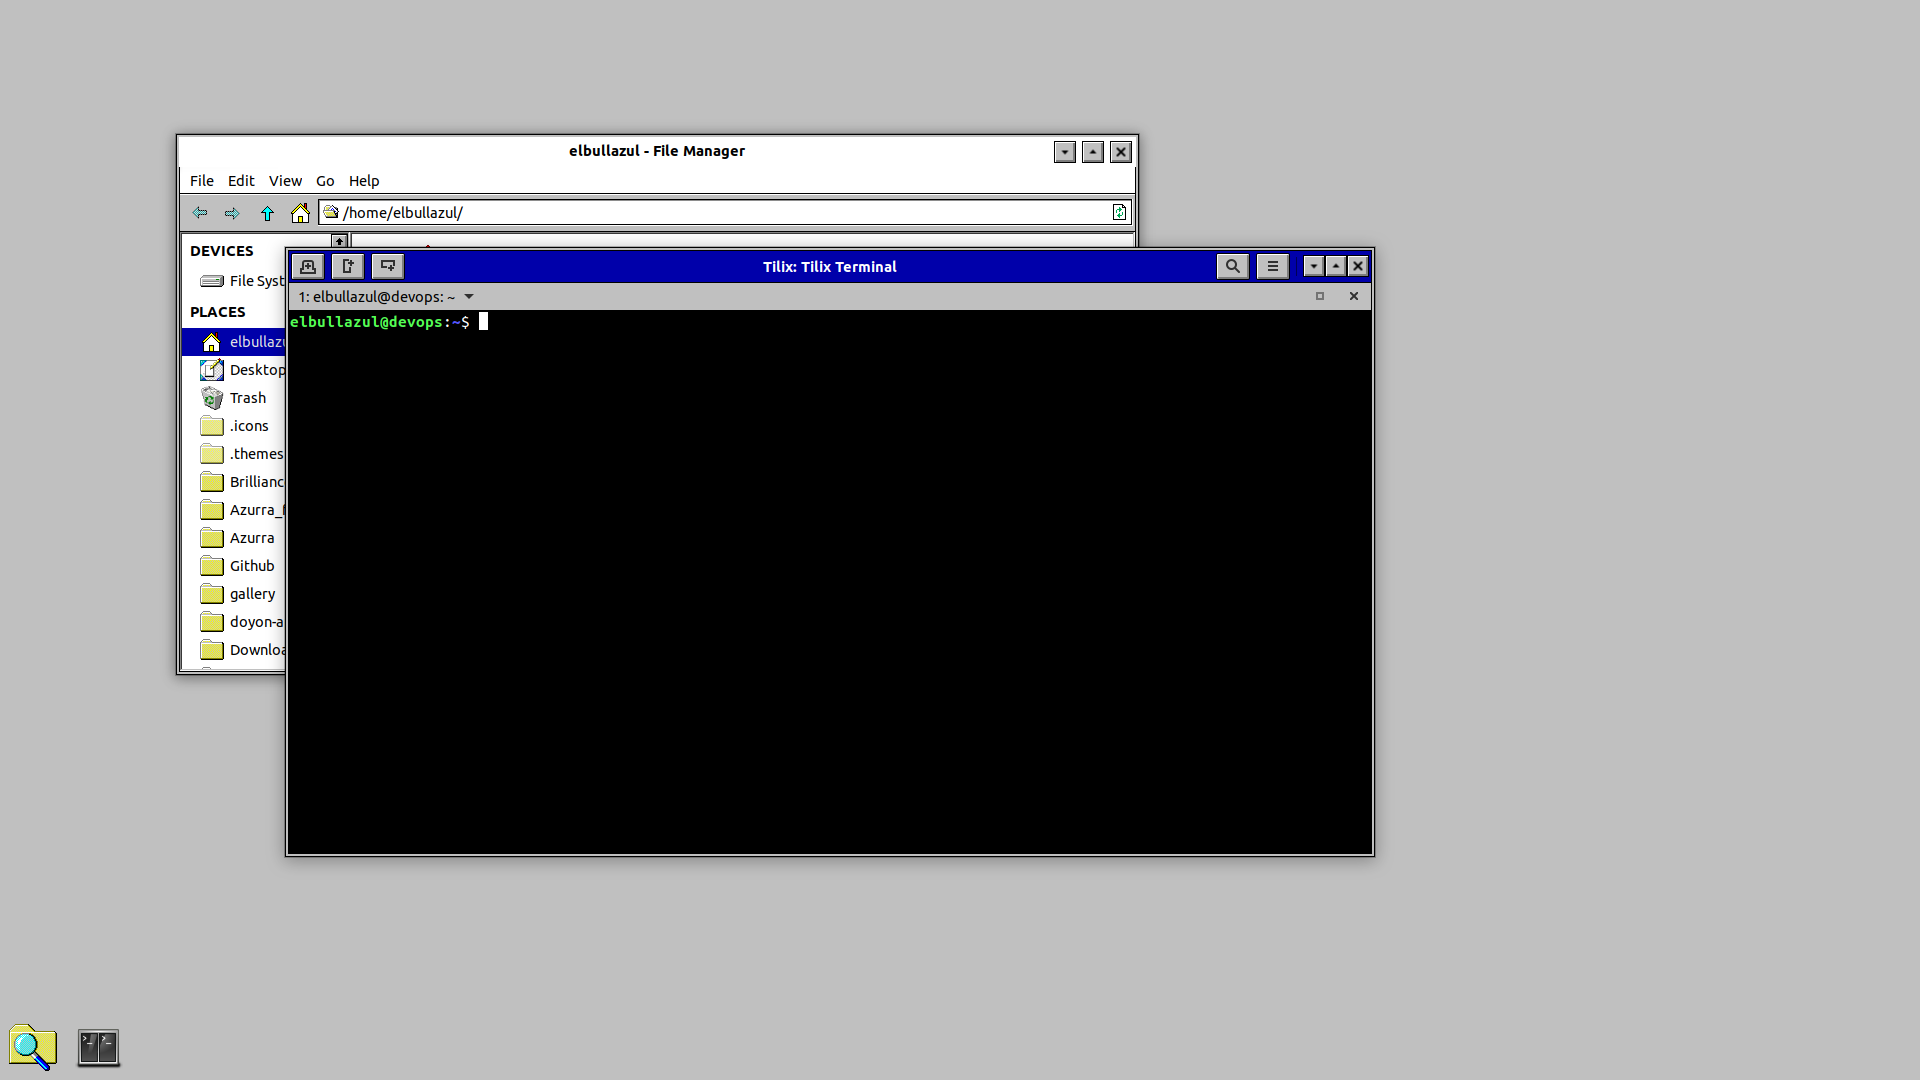 elbullazul - File Manager
File Edit View Go Help
/home/elbullazul/
DEVICES
File Syst
PLACES
elbullazu
Desktop
Trash
.icons
.themes
Brillianc
Azurra_f
Azurra
Github
gallery
doyon-a
Downloa
Tilix: Tilix Terminal
1: elbullazul@devops: ~
elbullazul@devops:~$